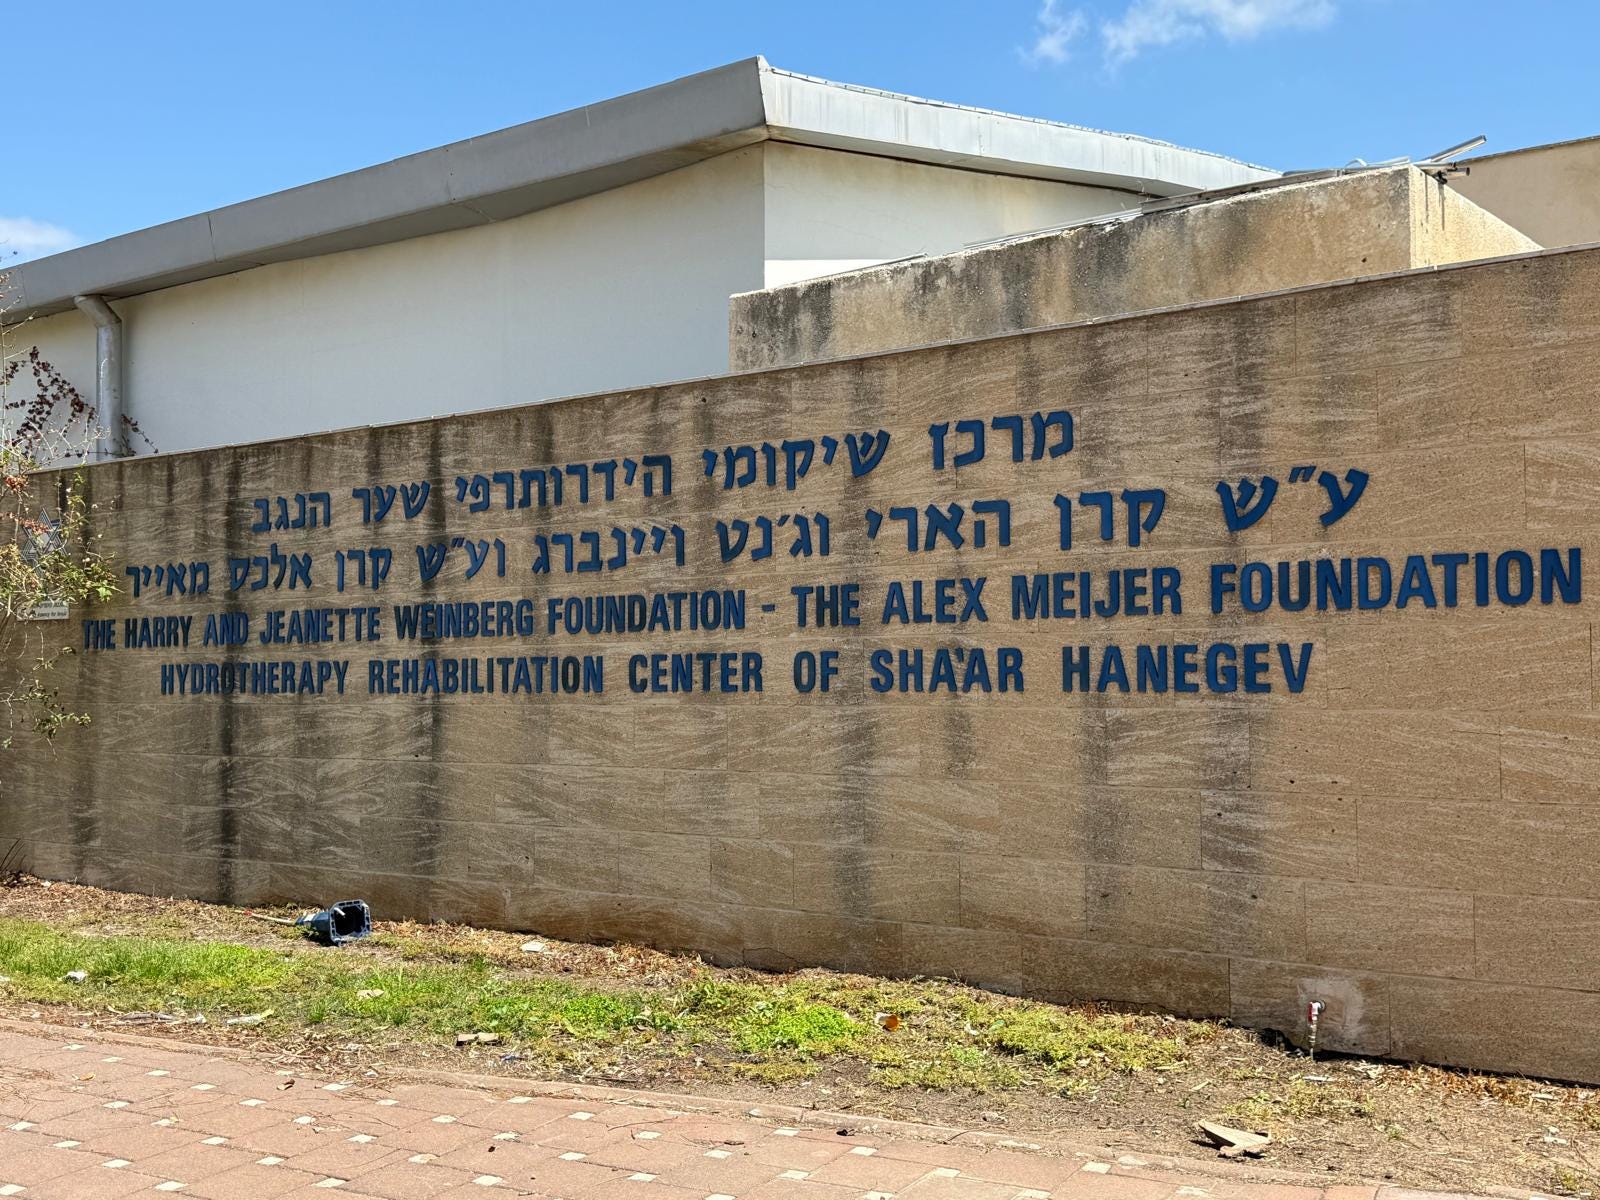 מרכז שיקומי הידרותרפי שער הנגב
ע״ש קרן הארי וג׳נט ויינברג וע״ש קרן אלכס מאייר
THE HARRY AND JEANETTE WEINBERG FOUNDATION - THE ALEX MEIJER FOUNDATION
HYDROTHERAPY REHABILITATION CENTER OF SHA'AR HANEGEV